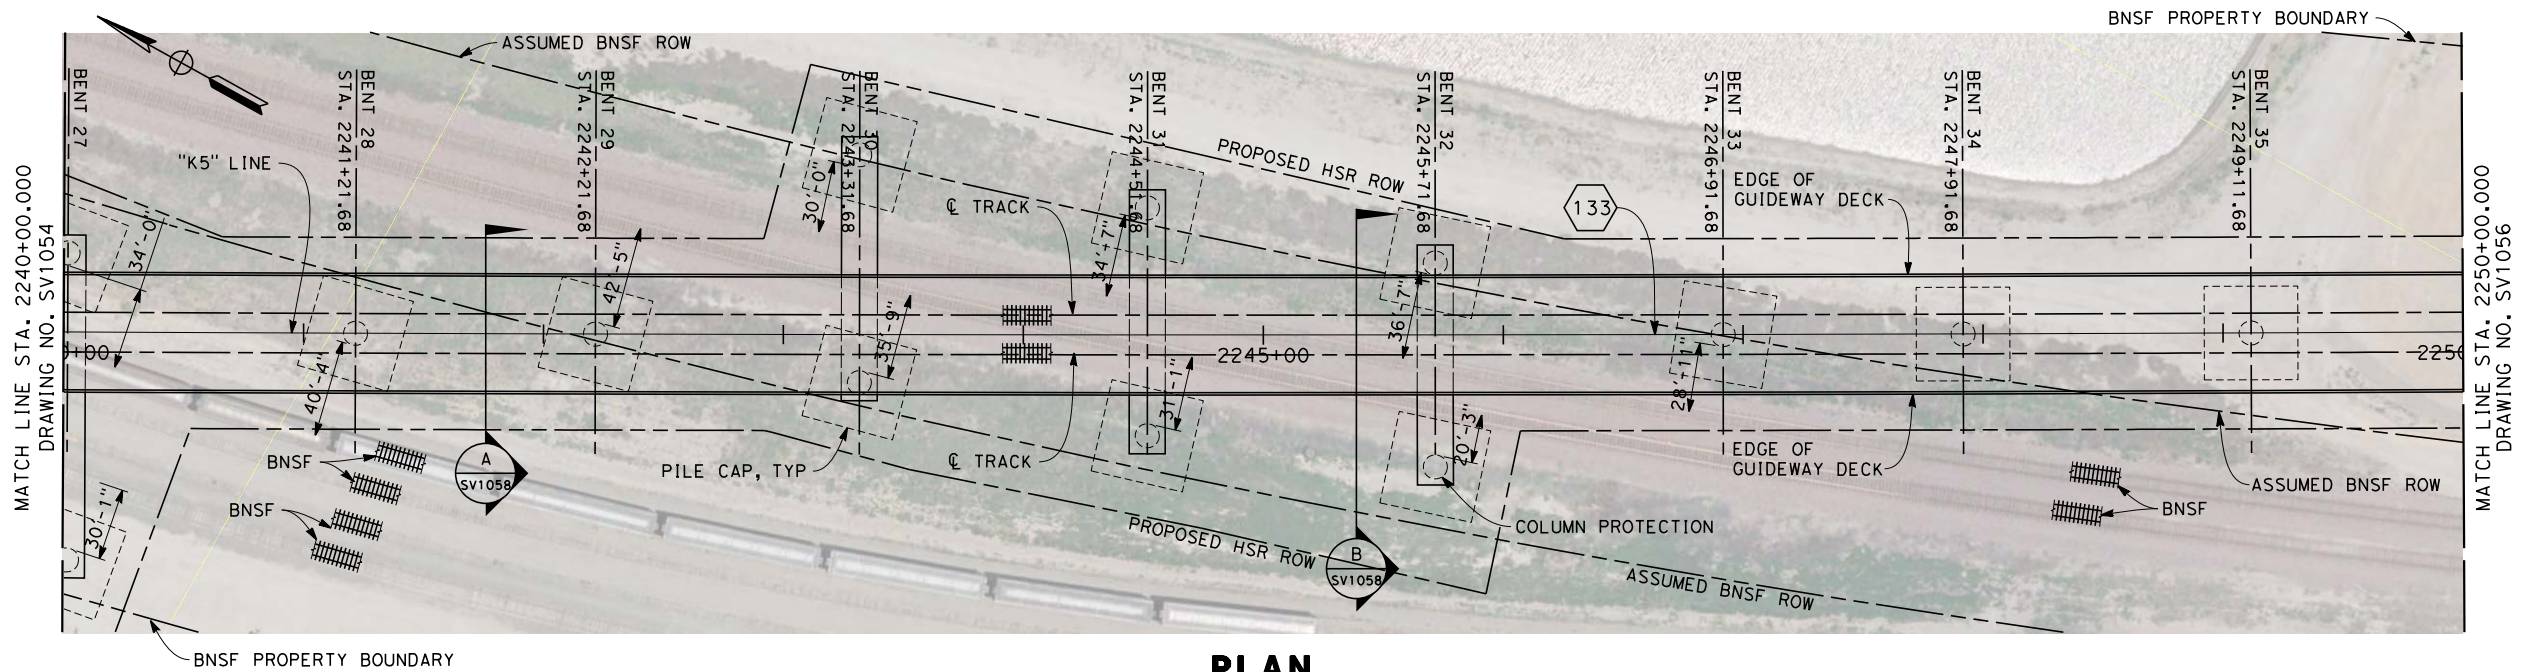 BNSF PROPERTY BOUNDARY
ASSUMED BNSF ROW
BENT 27
BENT 28
STA. 2241+21.68
BENT 29
STA. 2242+21.68
BENT 30
STA. 2243+31.68
BENT 31
STA. 2244+51.68
BENT 32
STA. 2245+71.68
BENT 33
STA. 2246+91.68
BENT 34
STA. 2247+91.68
BENT 35
STA. 2249+11.68
"K5" LINE
PROPOSED HSR ROW
EDGE OF
GUIDEWAY DECK
133
℄ TRACK
MATCH LINE STA. 2240+00.000
DRAWING NO. SV1054
MATCH LINE STA. 2250+00.000
DRAWING NO. SV1056
34'-0"
42'-5"
30'-0"
34'-7"
36'-7"
35'-9"
40'-4"
31'-1"
28'-1"
20'-3"
30'-1"
+00
2245+00
2250
BNSF
BNSF
A
SV1058
PILE CAP, TYP
℄ TRACK
EDGE OF
GUIDEWAY DECK
ASSUMED BNSF ROW
BNSF
COLUMN PROTECTION
PROPOSED HSR ROW
B
SV1058
ASSUMED BNSF ROW
BNSF PROPERTY BOUNDARY
PLAN